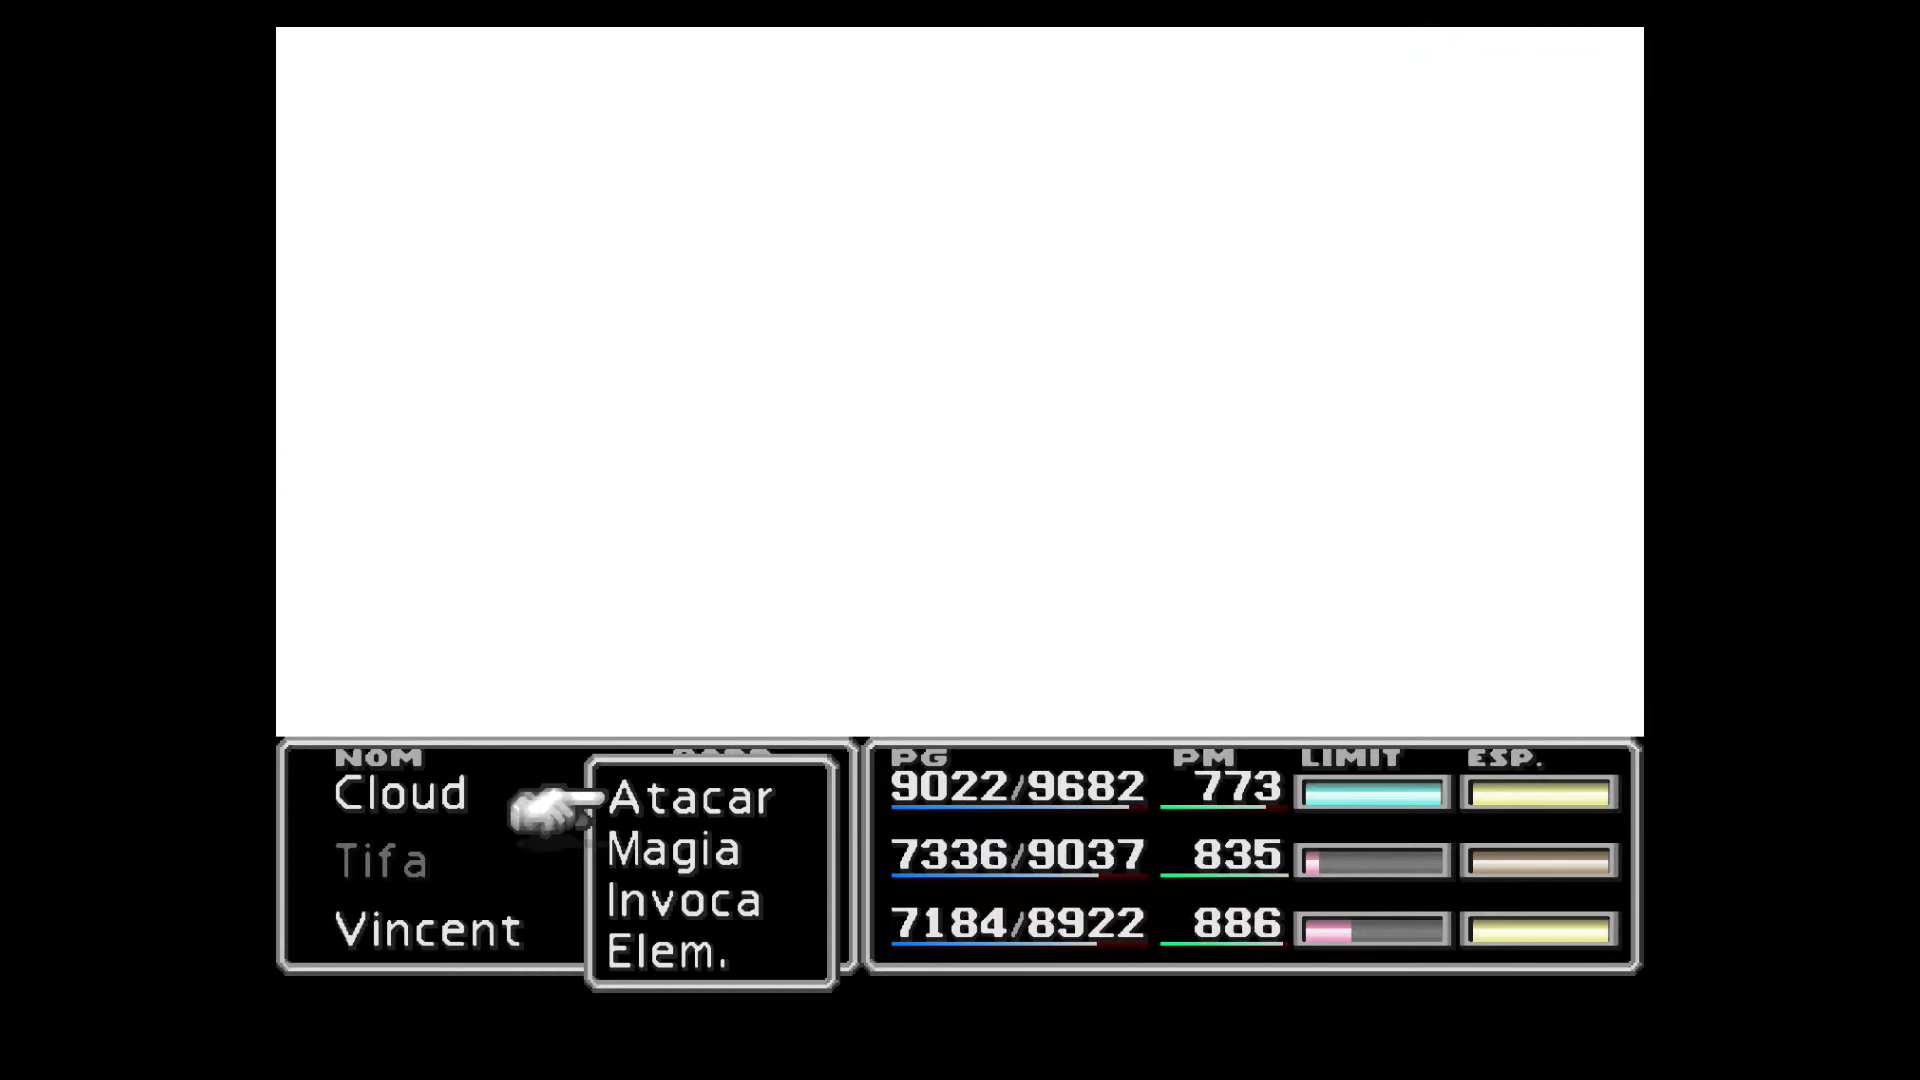 NOM
PG PM LIMIT ESP.
Cloud Atacar 9022/9682 773
Magia
Tifa 7336/9037 835
Invoca
Vincent 7184/8922 886
Elem.